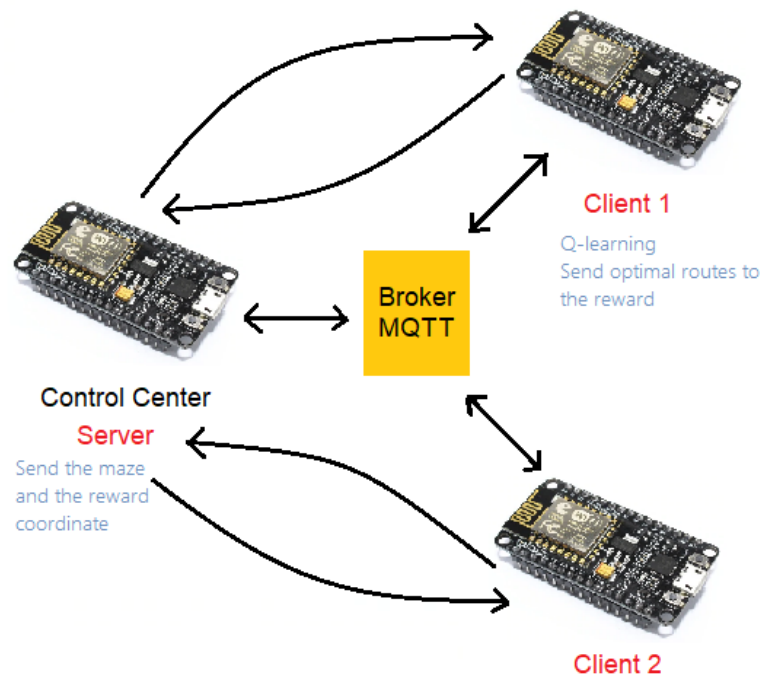 Client 1
Q-learning
Send optimal routes to
the reward
Broker
MQTT
Control Center
Server
Send the maze
and the reward
coordinate
Client 2